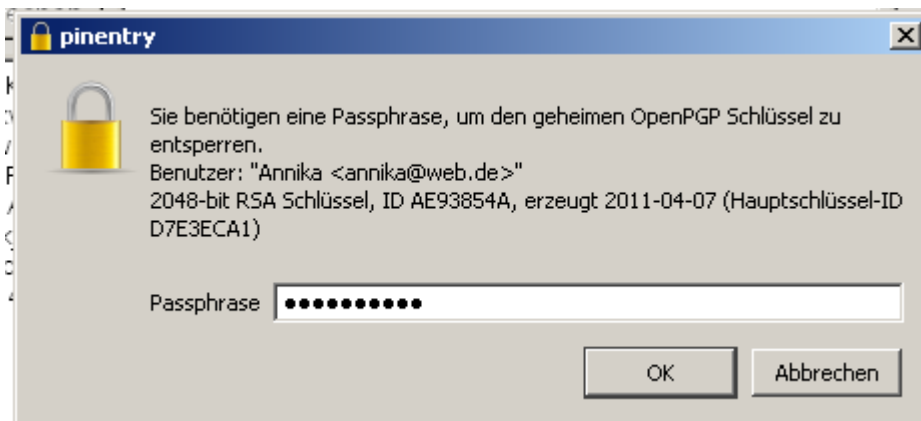 pinentry
Sie benötigen eine Passphrase, um den geheimen OpenPGP Schlüssel zu
entsperren.
Benutzer: "Annika <annika@web.de>"
2048-bit RSA Schlüssel, ID AE93854A, erzeugt 2011-04-07 (Hauptschlüssel-ID
D7E3ECA1)
Passphrase ●●●●●●●●●●
OK Abbrechen